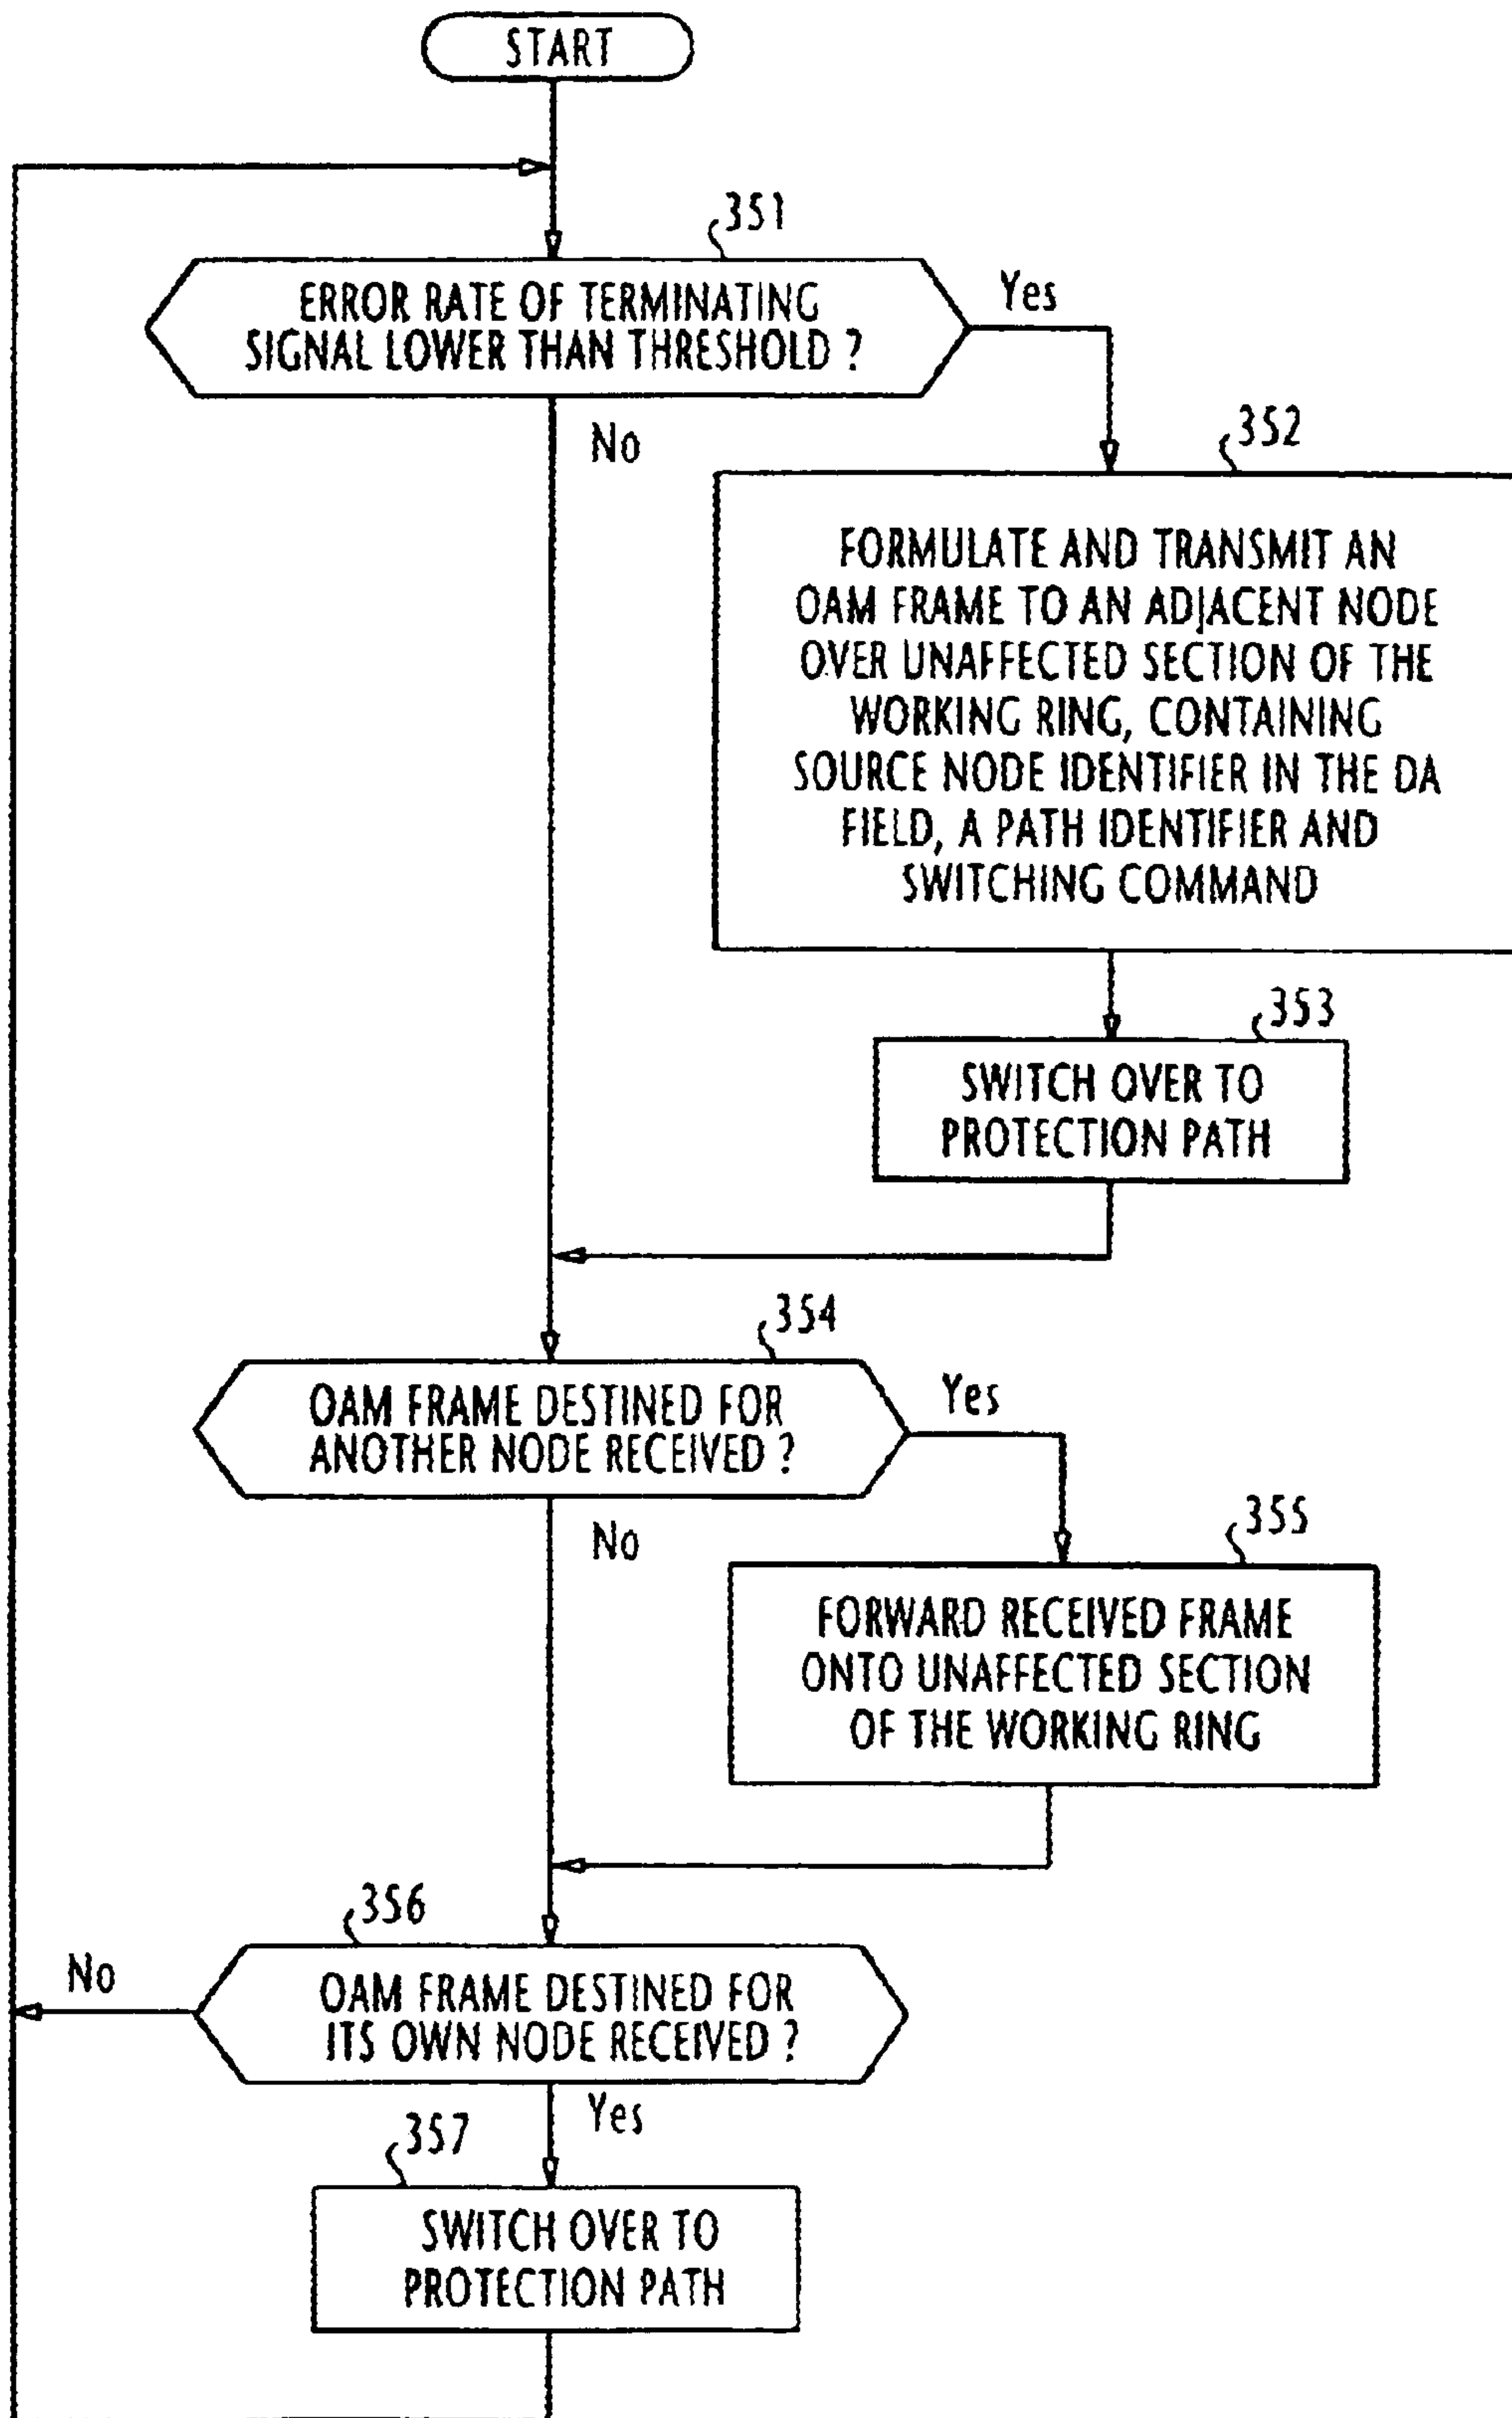 START
351
ERROR RATE OF TERMINATING
SIGNAL LOWER THAN THRESHOLD ?
Yes
No
352
FORMULATE AND TRANSMIT AN
OAM FRAME TO AN ADJACENT NODE
OVER UNAFFECTED SECTION OF THE
WORKING RING, CONTAINING
SOURCE NODE IDENTIFIER IN THE DA
FIELD, A PATH IDENTIFIER AND
SWITCHING COMMAND
353
SWITCH OVER TO
PROTECTION PATH
354
OAM FRAME DESTINED FOR
ANOTHER NODE RECEIVED ?
Yes
No
355
FORWARD RECEIVED FRAME
ONTO UNAFFECTED SECTION
OF THE WORKING RING
356
No
OAM FRAME DESTINED FOR
ITS OWN NODE RECEIVED ?
Yes
357
SWITCH OVER TO
PROTECTION PATH